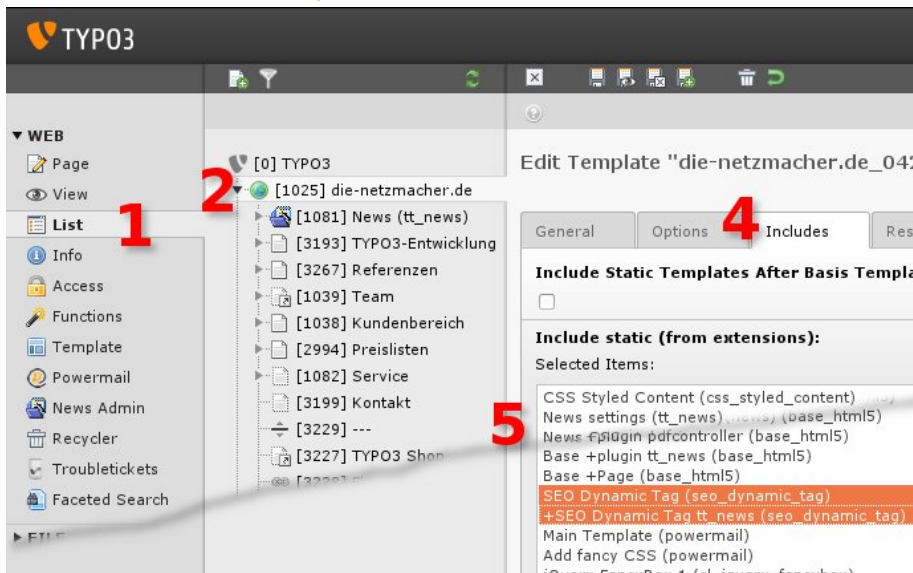 TYPO3
WEB
Page
View
List
Info
Access
Functions
Template
Powermail
News Admin
Recycler
Troubletickets
Faceted Search
1
2
[0] TYPO3
[1025] die-netzmacher.de
[1081] News (tt_news)
[3193] TYPO3-Entwicklung
[3267] Referenzen
[1039] Team
[1038] Kundenbereich
[2994] Preislisten
[1082] Service
[3199] Kontakt
[3229] ---
[3227] TYPO3 Shop
Edit Template "die-netzmacher.de_042
General
Options
4
Includes
Res
Include Static Templates After Basis Templa
Include static (from extensions):
Selected Items:
5
CSS Styled Content (css_styled_content)
News settings (tt_news) (base_html5)
News +plugin pdfcontroller (base_html5)
Base +plugin tt_news (base_html5)
Base +Page (base_html5)
SEO Dynamic Tag (seo_dynamic_tag)
+SEO Dynamic Tag tt_news (seo_dynamic_tag)
Main Template (powermail)
Add fancy CSS (powermail)